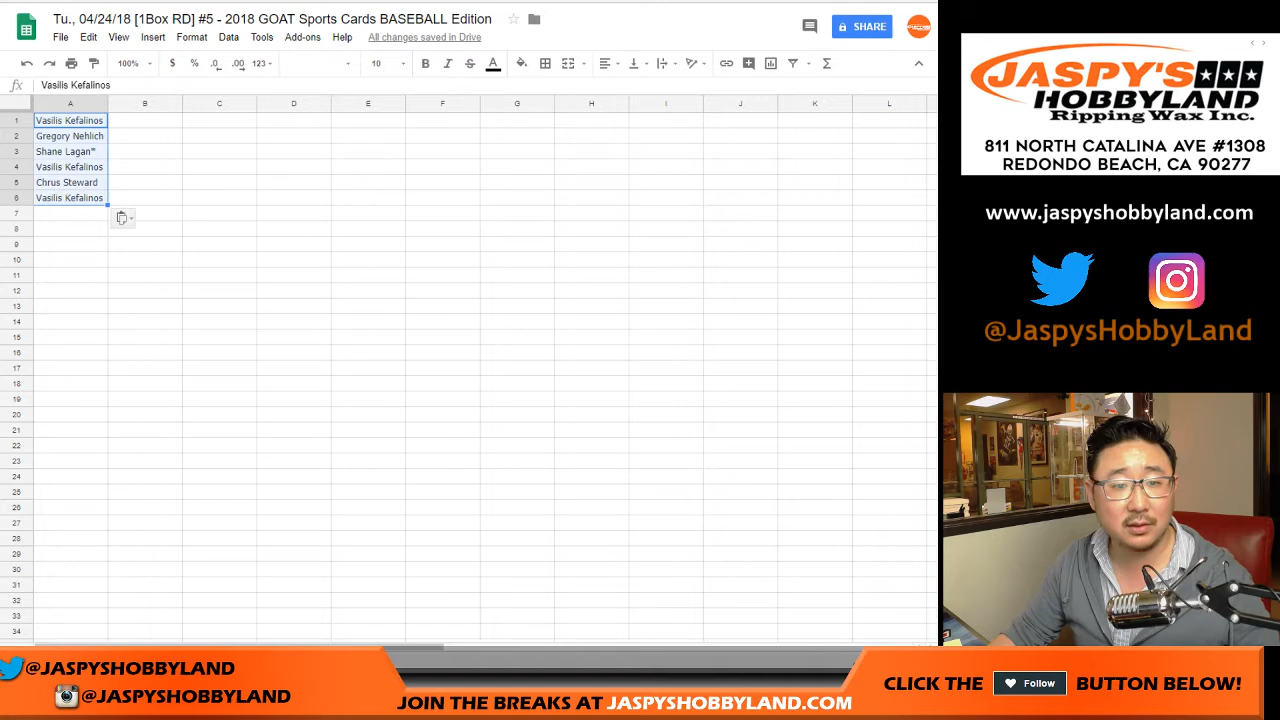 Tu., 04/24/18 [1Box RD] #5 - 2018 GOAT Sports Cards BASEBALL Edition
File Edit View Insert Format Data Tools Add-ons Help All changes saved in Drive
SHARE
100% $ % .0 .00 123 10 B I S A Σ
fx Vasilis Kefalinos
A B C D E F G H I J K L
1 Vasilis Kefalinos
2 Gregory Nehlich
3 Shane Lagan*
4 Vasilis Kefalinos
5 Chrus Steward
6 Vasilis Kefalinos
7
8
9
10
11
12
13
14
15
16
17
18
19
20
21
22
23
24
25
26
27
28
29
30
31
32
33
34
JASPY'S
HOBBYLAND
Ripping Wax Inc.
811 NORTH CATALINA AVE #1308
REDONDO BEACH, CA 90277
www.jaspyshobbyland.com
@JaspysHobbyLand
@JASPYSHOBBYLAND
@JASPYSHOBBYLAND
JOIN THE BREAKS AT JASPYSHOBBYLAND.COM
CLICK THE Follow BUTTON BELOW!